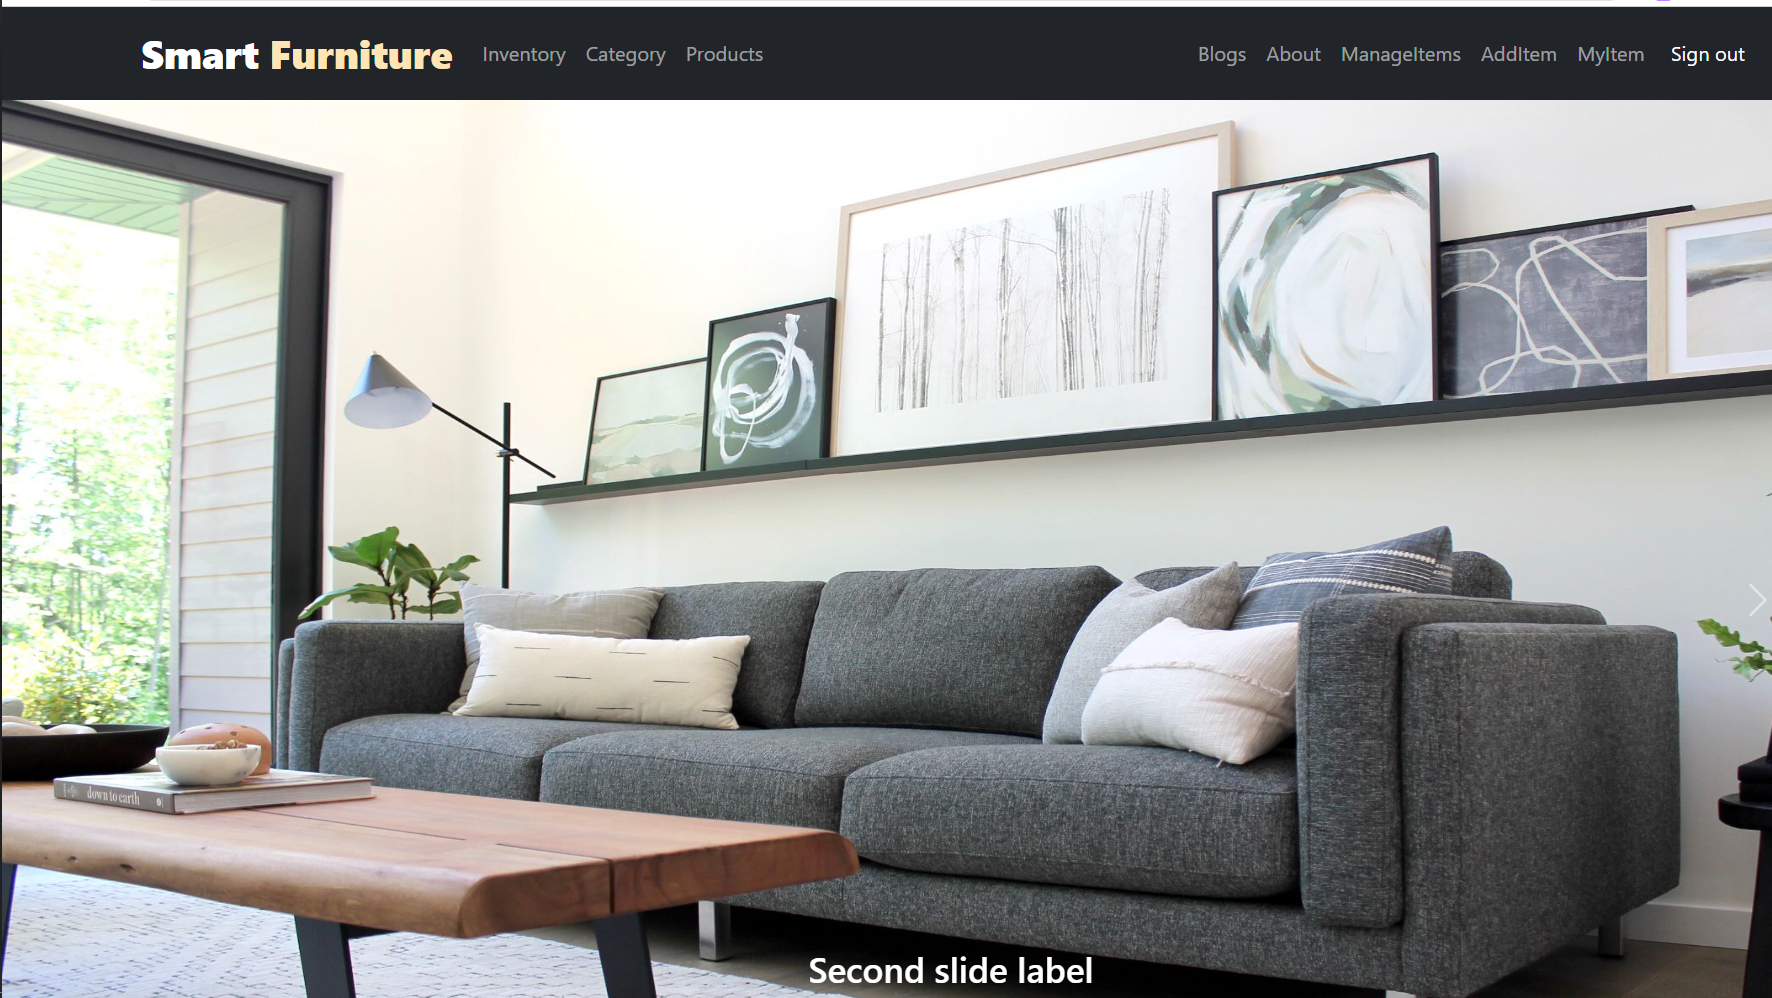 Smart Furniture Inventory Category Products Blogs About ManageItems AddItem MyItem Sign out
down to earth
Second slide label